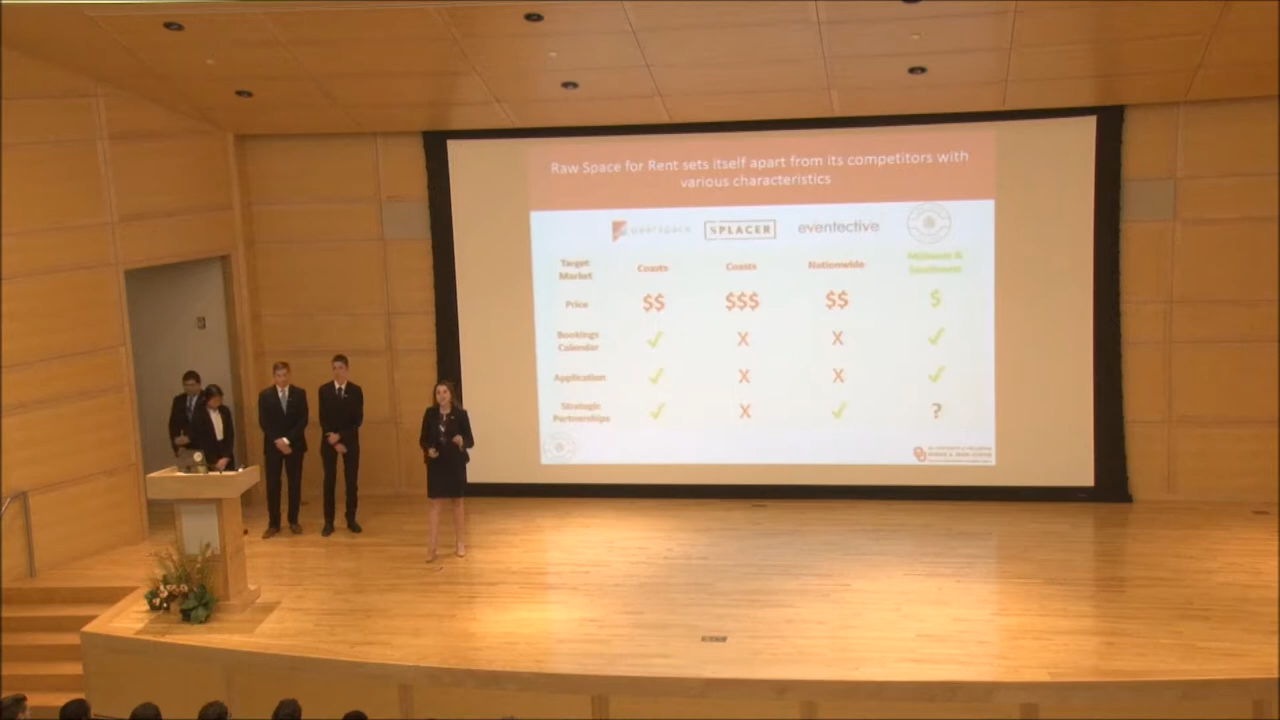 Raw Space for Rent sets itself apart from its competitors with
various characteristics
SPLACER eventective
Target
Market Coasts Coasts Nationwide Midwest &
Southwest
Price $$ $$$ $$ $
Bookings
Calendar ✓ X X ✓
Application ✓ X X ✓
Strategic
Partnerships ✓ X ✓ ?